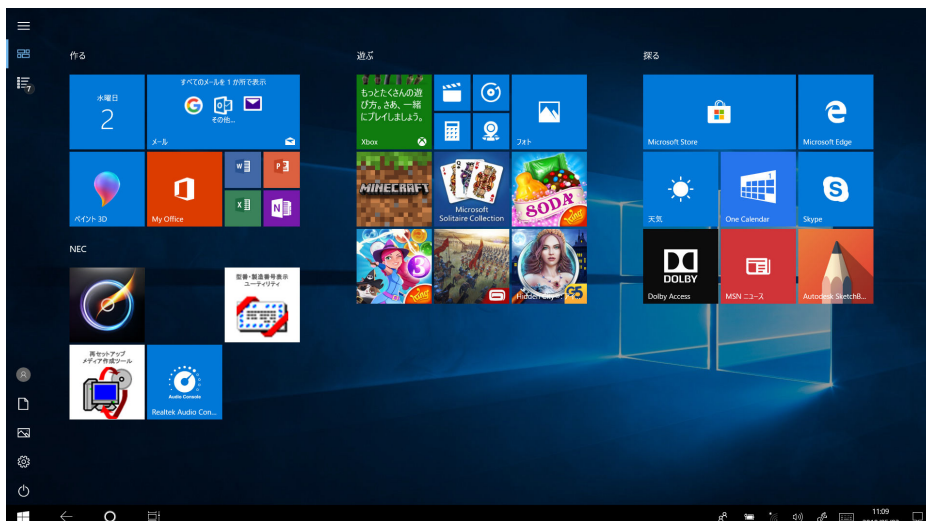 作る
遊ぶ
探る
7
水曜日
2
すべてのメールを 1 か所で表示
その他...
メール
もっとたくさんの遊
び方。さあ、一緒
にプレイしましょう。
Xbox
フォト
Microsoft Store
Microsoft Edge
ペイント 3D
My Office
MINECRAFT
Microsoft
Solitaire Collection
SODA
King
天気
1
One Calendar
Skype
NEC
3
King
Hidden City
G5
DOLBY
Dolby Access
MSN ニュース
Autodesk SketchB...
型番・製造番号表示
ユーティリティ
再セットアップ
メディア作成ツール
Audio Console
Realtek Audio Con...
11:09